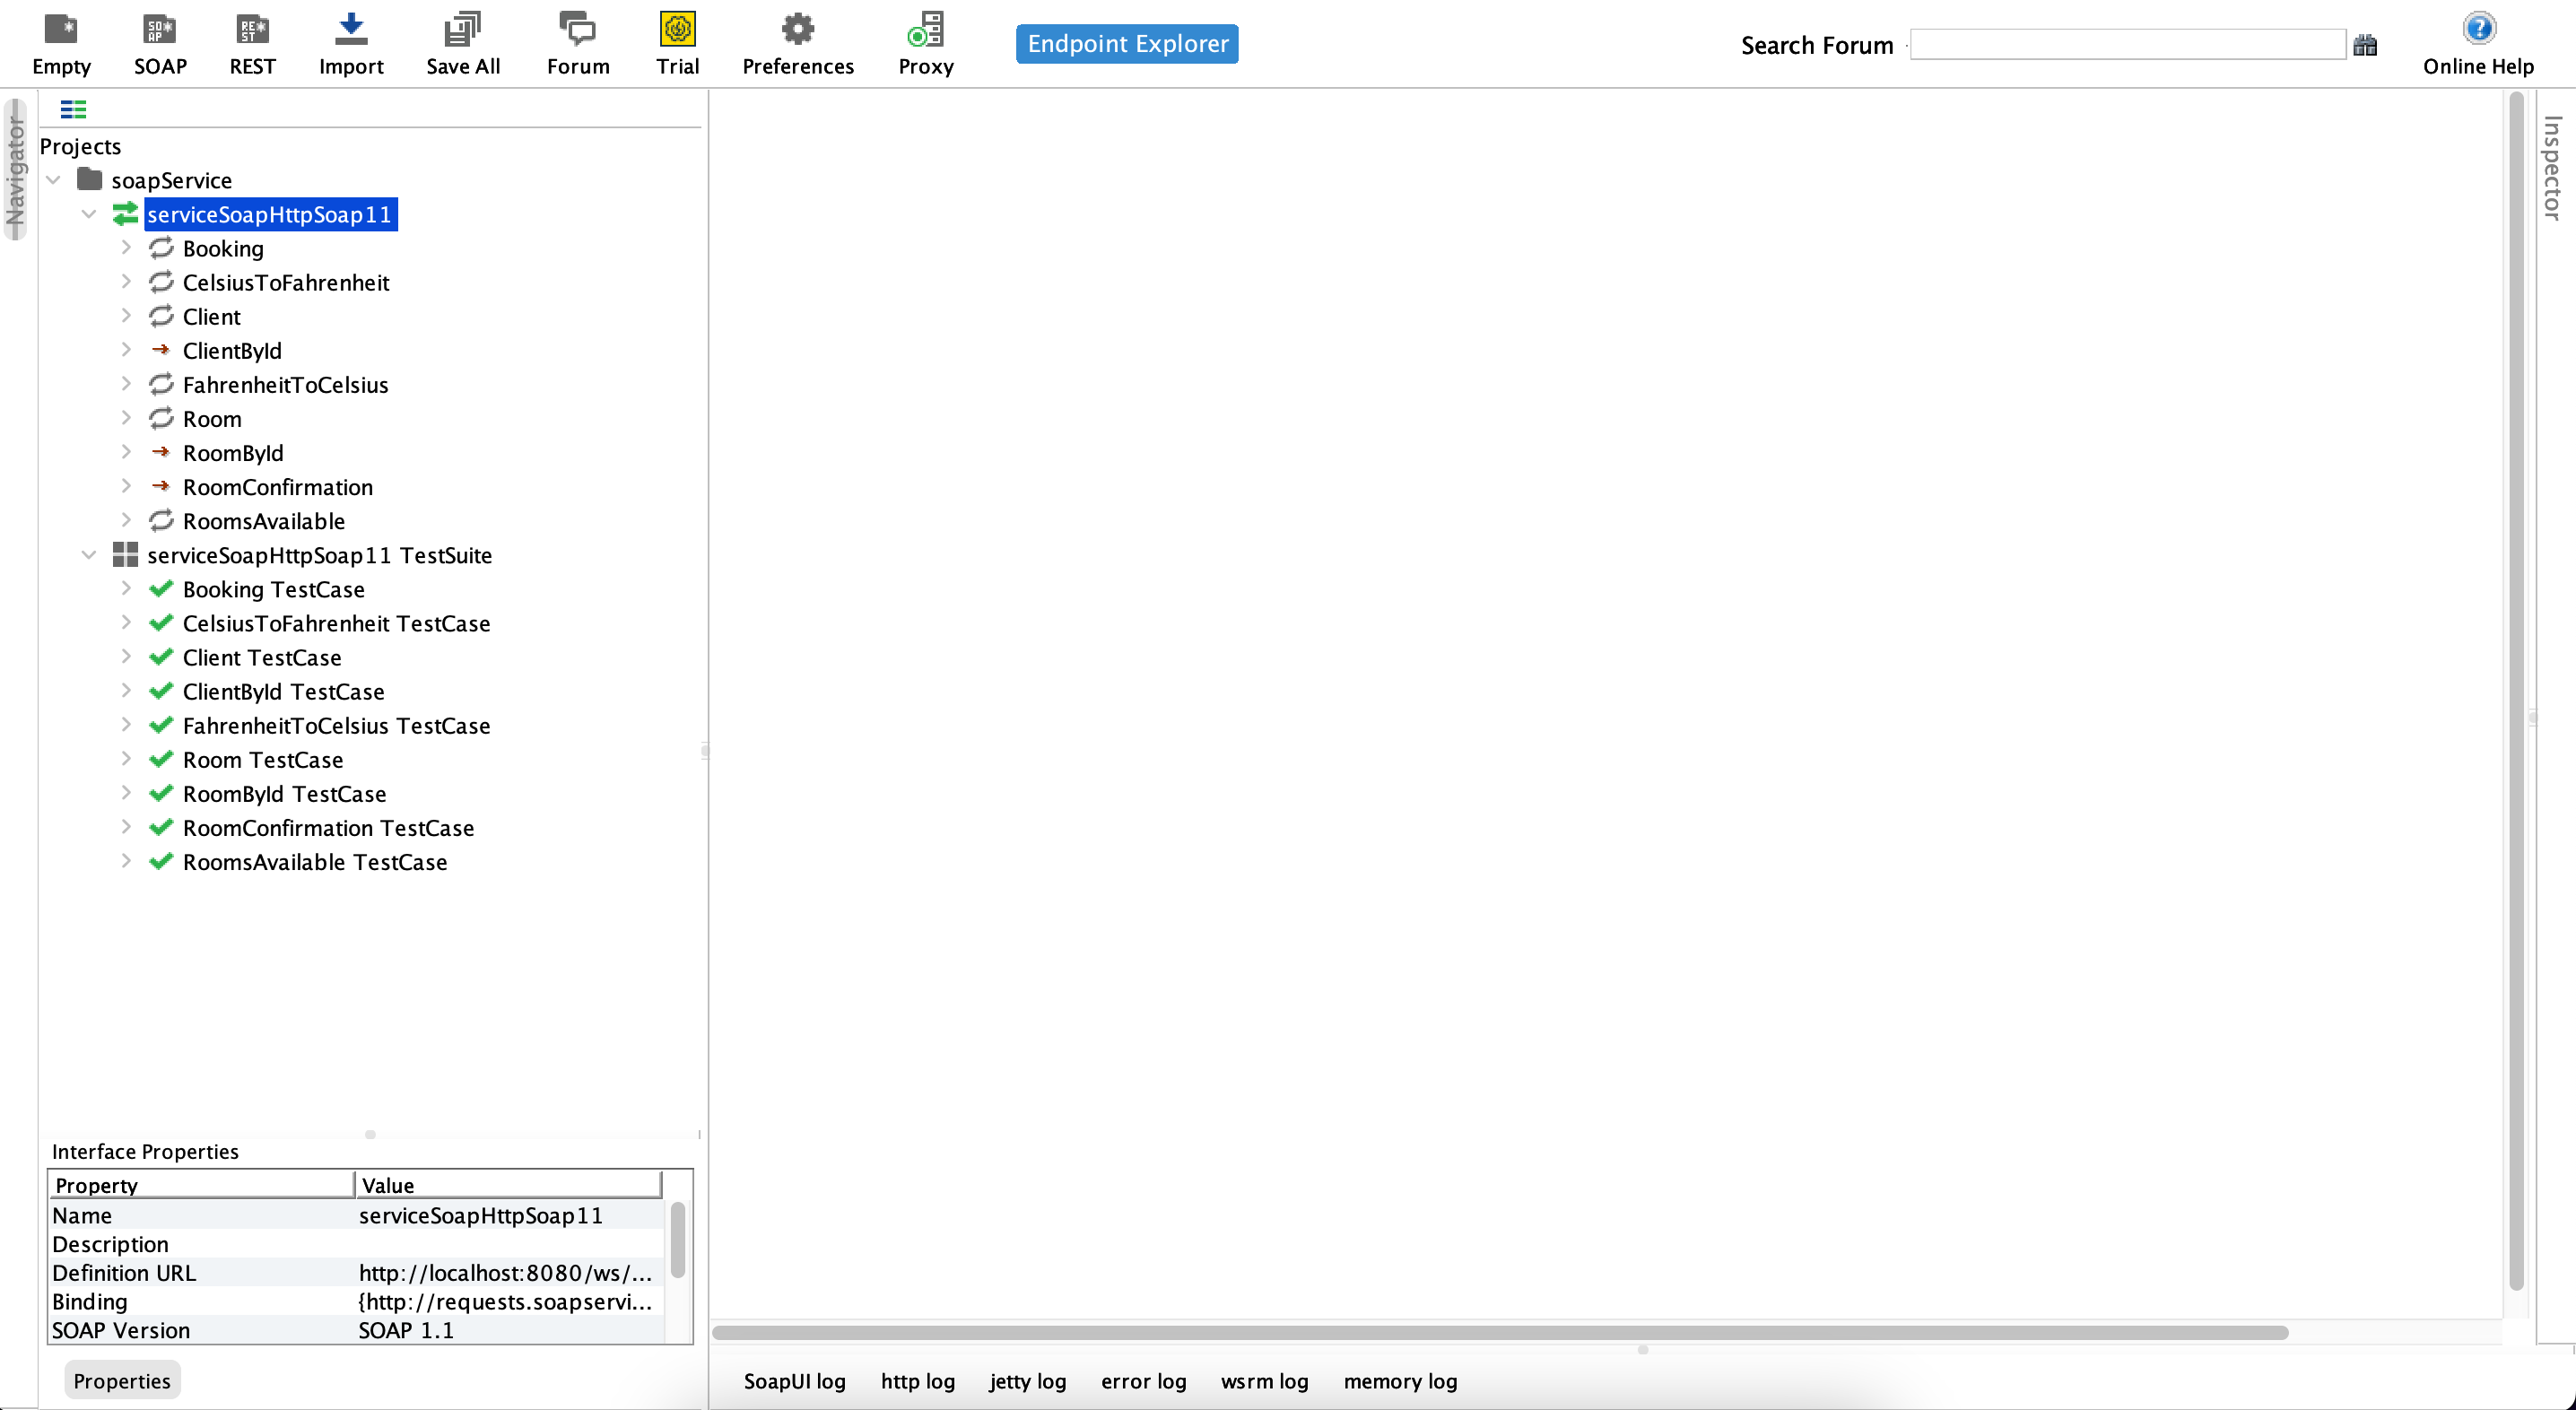 Empty SOAP REST Import Save All Forum Trial Preferences Proxy Endpoint Explorer Search Forum Online Help
Navigator
Inspector
Projects
soapService
serviceSoapHttpSoap11
Booking
CelsiusToFahrenheit
Client
ClientById
FahrenheitToCelsius
Room
RoomById
RoomConfirmation
RoomsAvailable
serviceSoapHttpSoap11 TestSuite
Booking TestCase
CelsiusToFahrenheit TestCase
Client TestCase
ClientById TestCase
FahrenheitToCelsius TestCase
Room TestCase
RoomById TestCase
RoomConfirmation TestCase
RoomsAvailable TestCase
Interface Properties
Property Value
Name serviceSoapHttpSoap11
Description
Definition URL http://localhost:8080/ws/...
Binding {http://requests.soapservi...
SOAP Version SOAP 1.1
Properties
SoapUI log http log jetty log error log wsrm log memory log